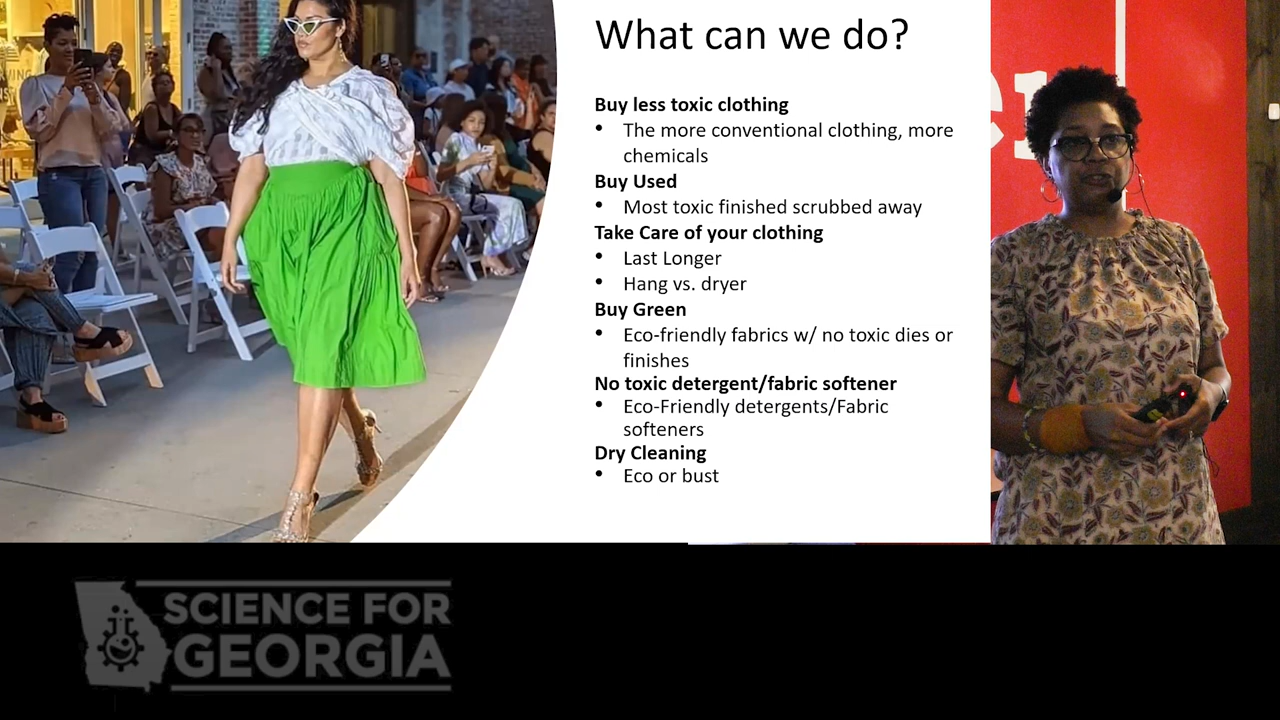 What can we do?
Buy less toxic clothing
• The more conventional clothing, more
chemicals
Buy Used
• Most toxic finished scrubbed away
Take Care of your clothing
• Last Longer
• Hang vs. dryer
Buy Green
• Eco-friendly fabrics w/ no toxic dies or
finishes
No toxic detergent/fabric softener
• Eco-Friendly detergents/Fabric
softeners
Dry Cleaning
• Eco or bust
SCIENCE FOR
GEORGIA